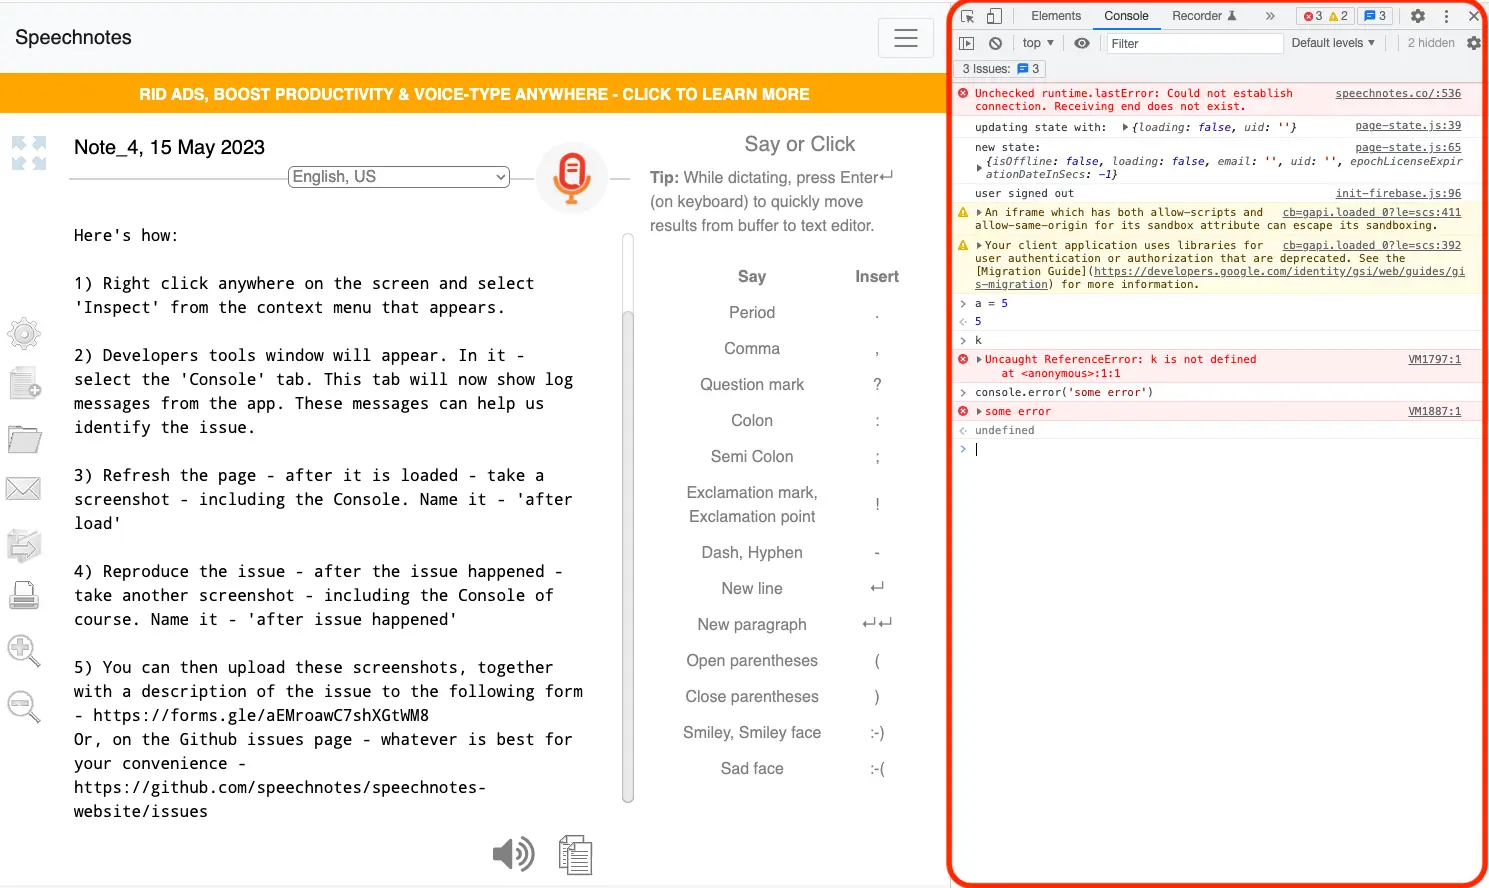 Speechnotes
RID ADS, BOOST PRODUCTIVITY & VOICE-TYPE ANYWHERE - CLICK TO LEARN MORE
Note_4, 15 May 2023
English, US
Here's how:
1) Right click anywhere on the screen and select
'Inspect' from the context menu that appears.
2) Developers tools window will appear. In it -
select the 'Console' tab. This tab will now show log
messages from the app. These messages can help us
identify the issue.
3) Refresh the page - after it is loaded - take a
screenshot - including the Console. Name it - 'after
load'
4) Reproduce the issue - after the issue happened -
take another screenshot - including the Console of
course. Name it - 'after issue happened'
5) You can then upload these screenshots, together
with a description of the issue to the following form
- https://forms.gle/aEMroawC7shXGtWM8
Or, on the Github issues page - whatever is best for
your convenience -
https://github.com/speechnotes/speechnotes-
website/issues
Say or Click
Tip: While dictating, press Enter↵
(on keyboard) to quickly move
results from buffer to text editor.
Say Insert
Period .
Comma ,
Question mark ?
Colon :
Semi Colon ;
Exclamation mark,
Exclamation point !
Dash, Hyphen -
New line ↵
New paragraph ↵↵
Open parentheses (
Close parentheses )
Smiley, Smiley face :-)
Sad face :-(
Elements Console Recorder » 3 2 3
top ▼ Filter Default levels ▼ 2 hidden
3 Issues: 3
Unchecked runtime.lastError: Could not establish speechnotes.co/:536
connection. Receiving end does not exist.
updating state with: ▶{loading: false, uid: ''} page-state.js:39
new state: page-state.js:65
▶{isOffline: false, loading: false, email: '', uid: '', epochLicenseExpir
ationDateInSecs: -1}
user signed out init-firebase.js:96
▶An iframe which has both allow-scripts and cb=gapi.loaded_0?le=scs:411
allow-same-origin for its sandbox attribute can escape its sandboxing.
▶Your client application uses libraries for cb=gapi.loaded_0?le=scs:392
user authentication or authorization that are deprecated. See the
[Migration Guide](https://developers.google.com/identity/gsi/web/guides/gi
s-migration) for more information.
> a = 5
5
> k
▶Uncaught ReferenceError: k is not defined VM1797:1
at <anonymous>:1:1
> console.error('some error')
▶some error VM1887:1
undefined
>